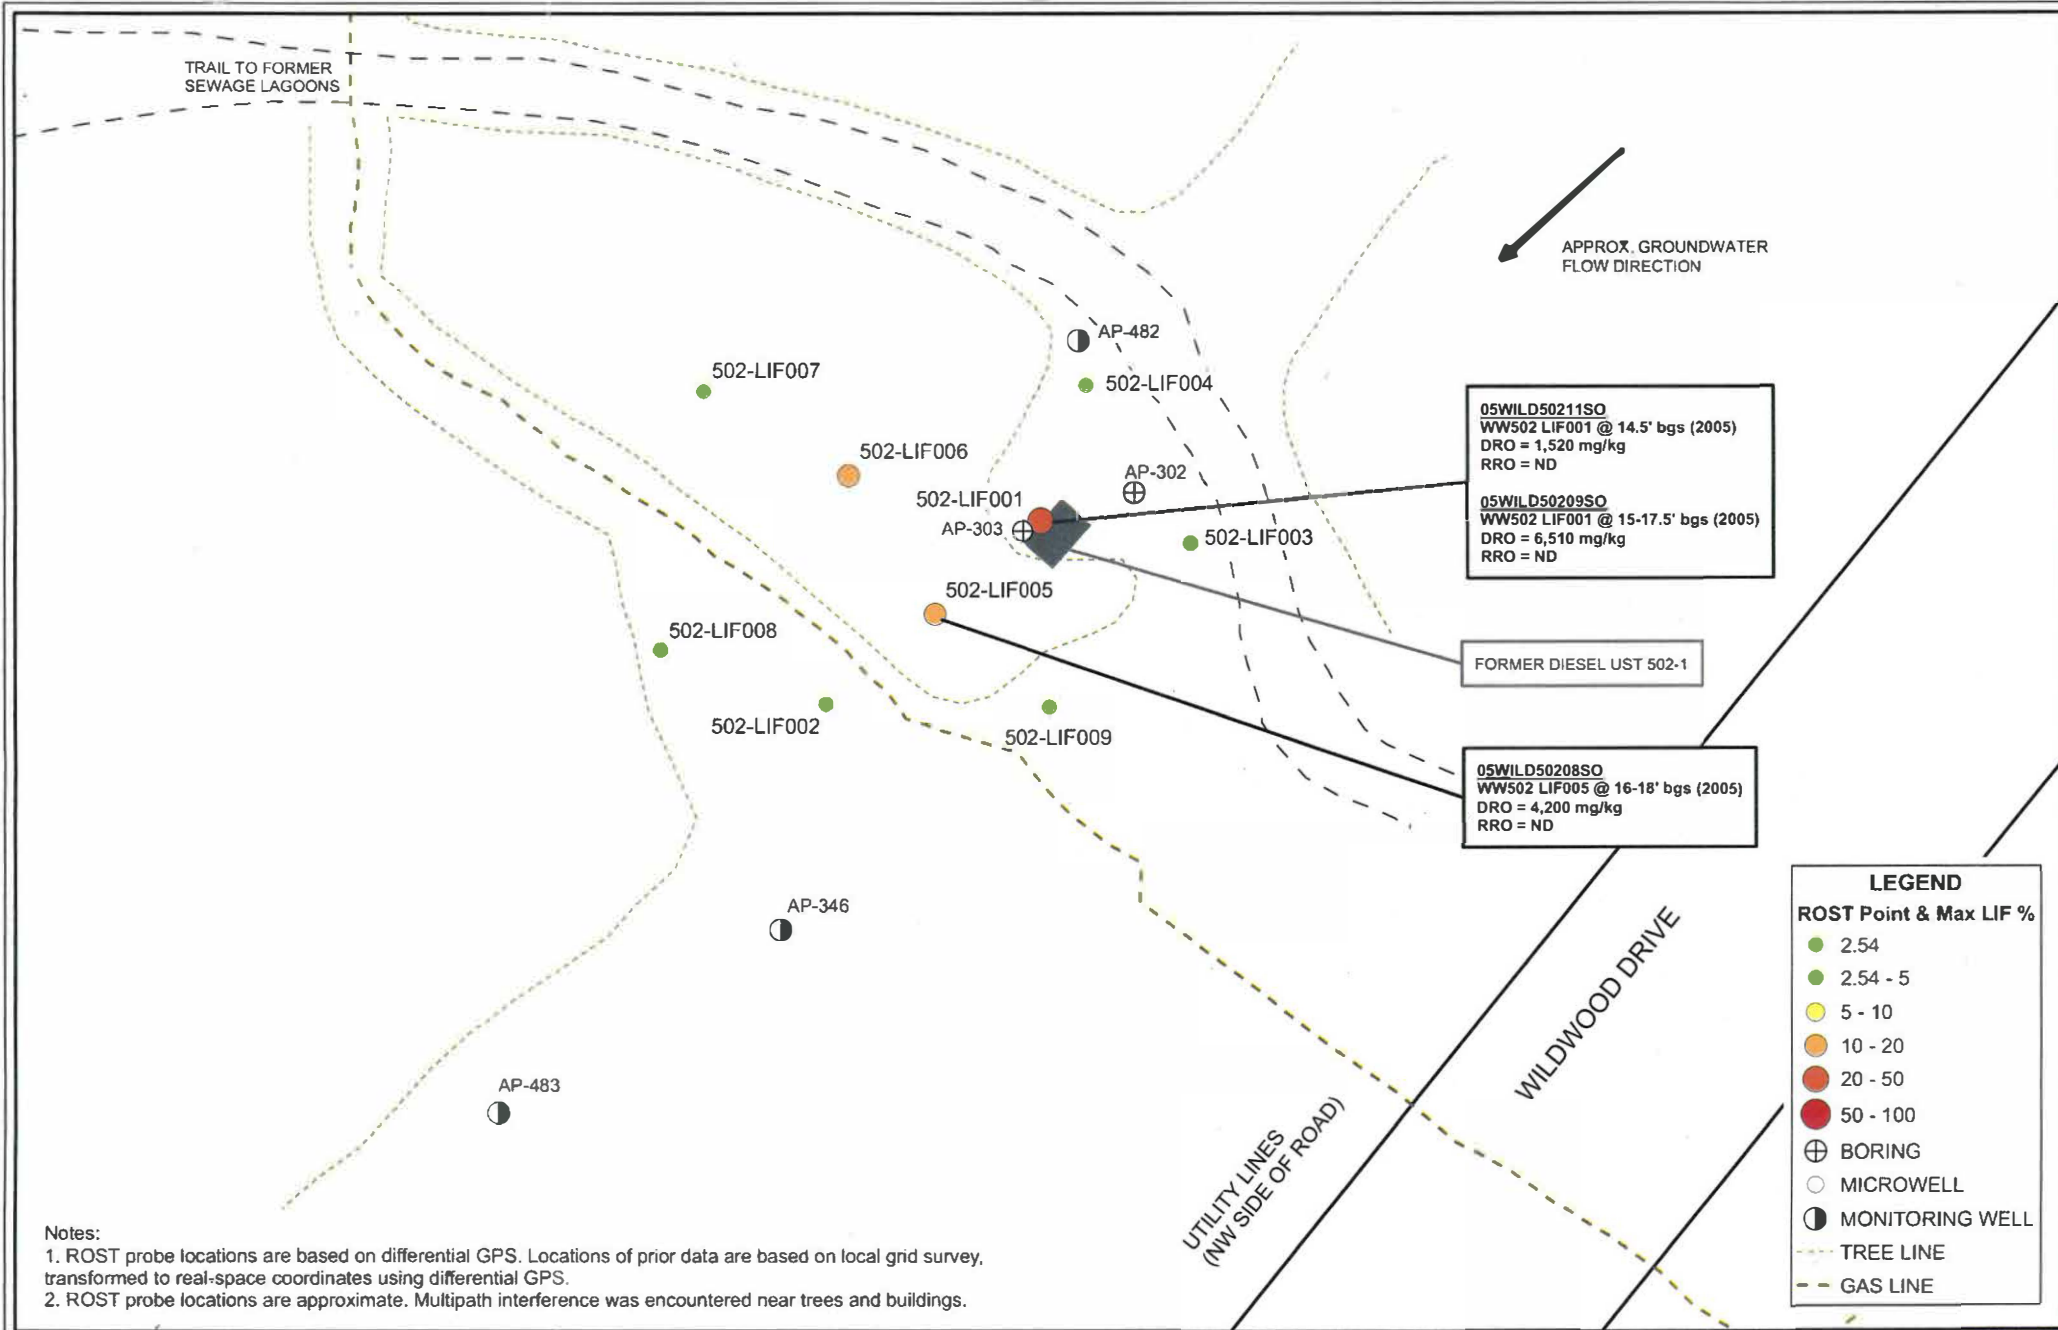 TRAIL TO FORMER
SEWAGE LAGOONS
APPROX. GROUNDWATER
FLOW DIRECTION
AP-482
502-LIF007
502-LIF004
502-LIF006
AP-302
502-LIF001
AP-303
502-LIF003
05WILD50211SO
WW502 LIF001 @ 14.5' bgs (2005)
DRO = 1,520 mg/kg
RRO = ND
05WILD50209SO
WW502 LIF001 @ 15-17.5' bgs (2005)
DRO = 6,510 mg/kg
RRO = ND
502-LIF005
502-LIF008
FORMER DIESEL UST 502-1
502-LIF002
502-LIF009
05WILD50208SO
WW502 LIF005 @ 16-18' bgs (2005)
DRO = 4,200 mg/kg
RRO = ND
AP-346
AP-483
WILDWOOD DRIVE
UTILITY LINES
(NW SIDE OF ROAD)
LEGEND
ROST Point & Max LIF %
2.54
2.54 - 5
5 - 10
10 - 20
20 - 50
50 - 100
BORING
MICROWELL
MONITORING WELL
TREE LINE
GAS LINE
Notes:
1. ROST probe locations are based on differential GPS. Locations of prior data are based on local grid survey,
transformed to real-space coordinates using differential GPS.
2. ROST probe locations are approximate. Multipath interference was encountered near trees and buildings.